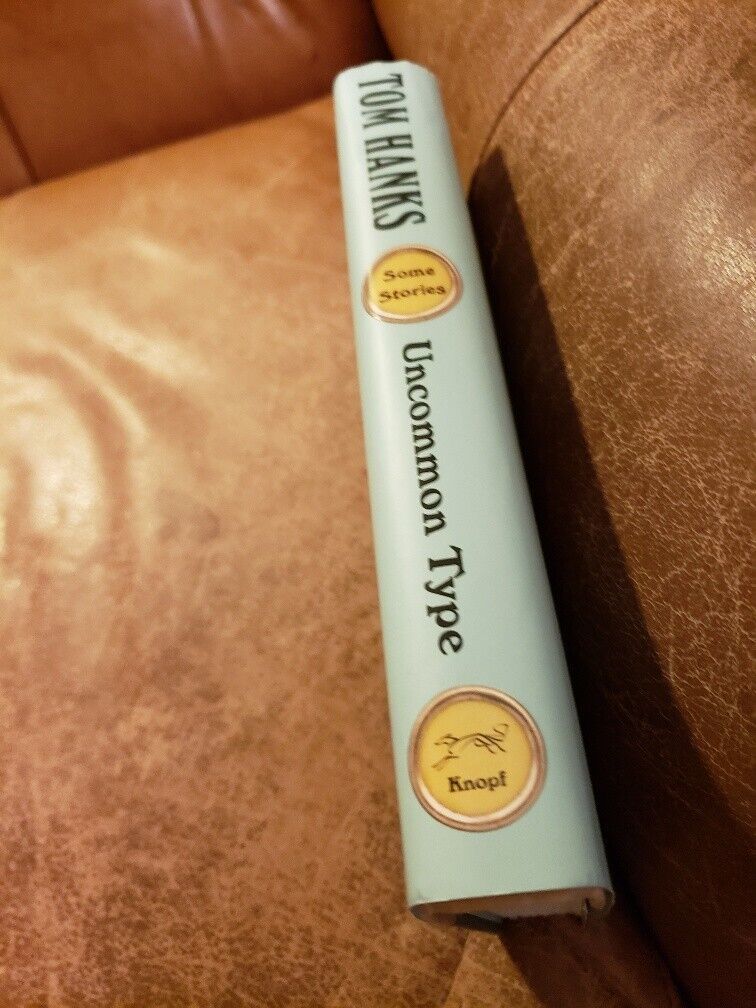 TOM HANKS
Some
Stories
Uncommon Type
Knopf